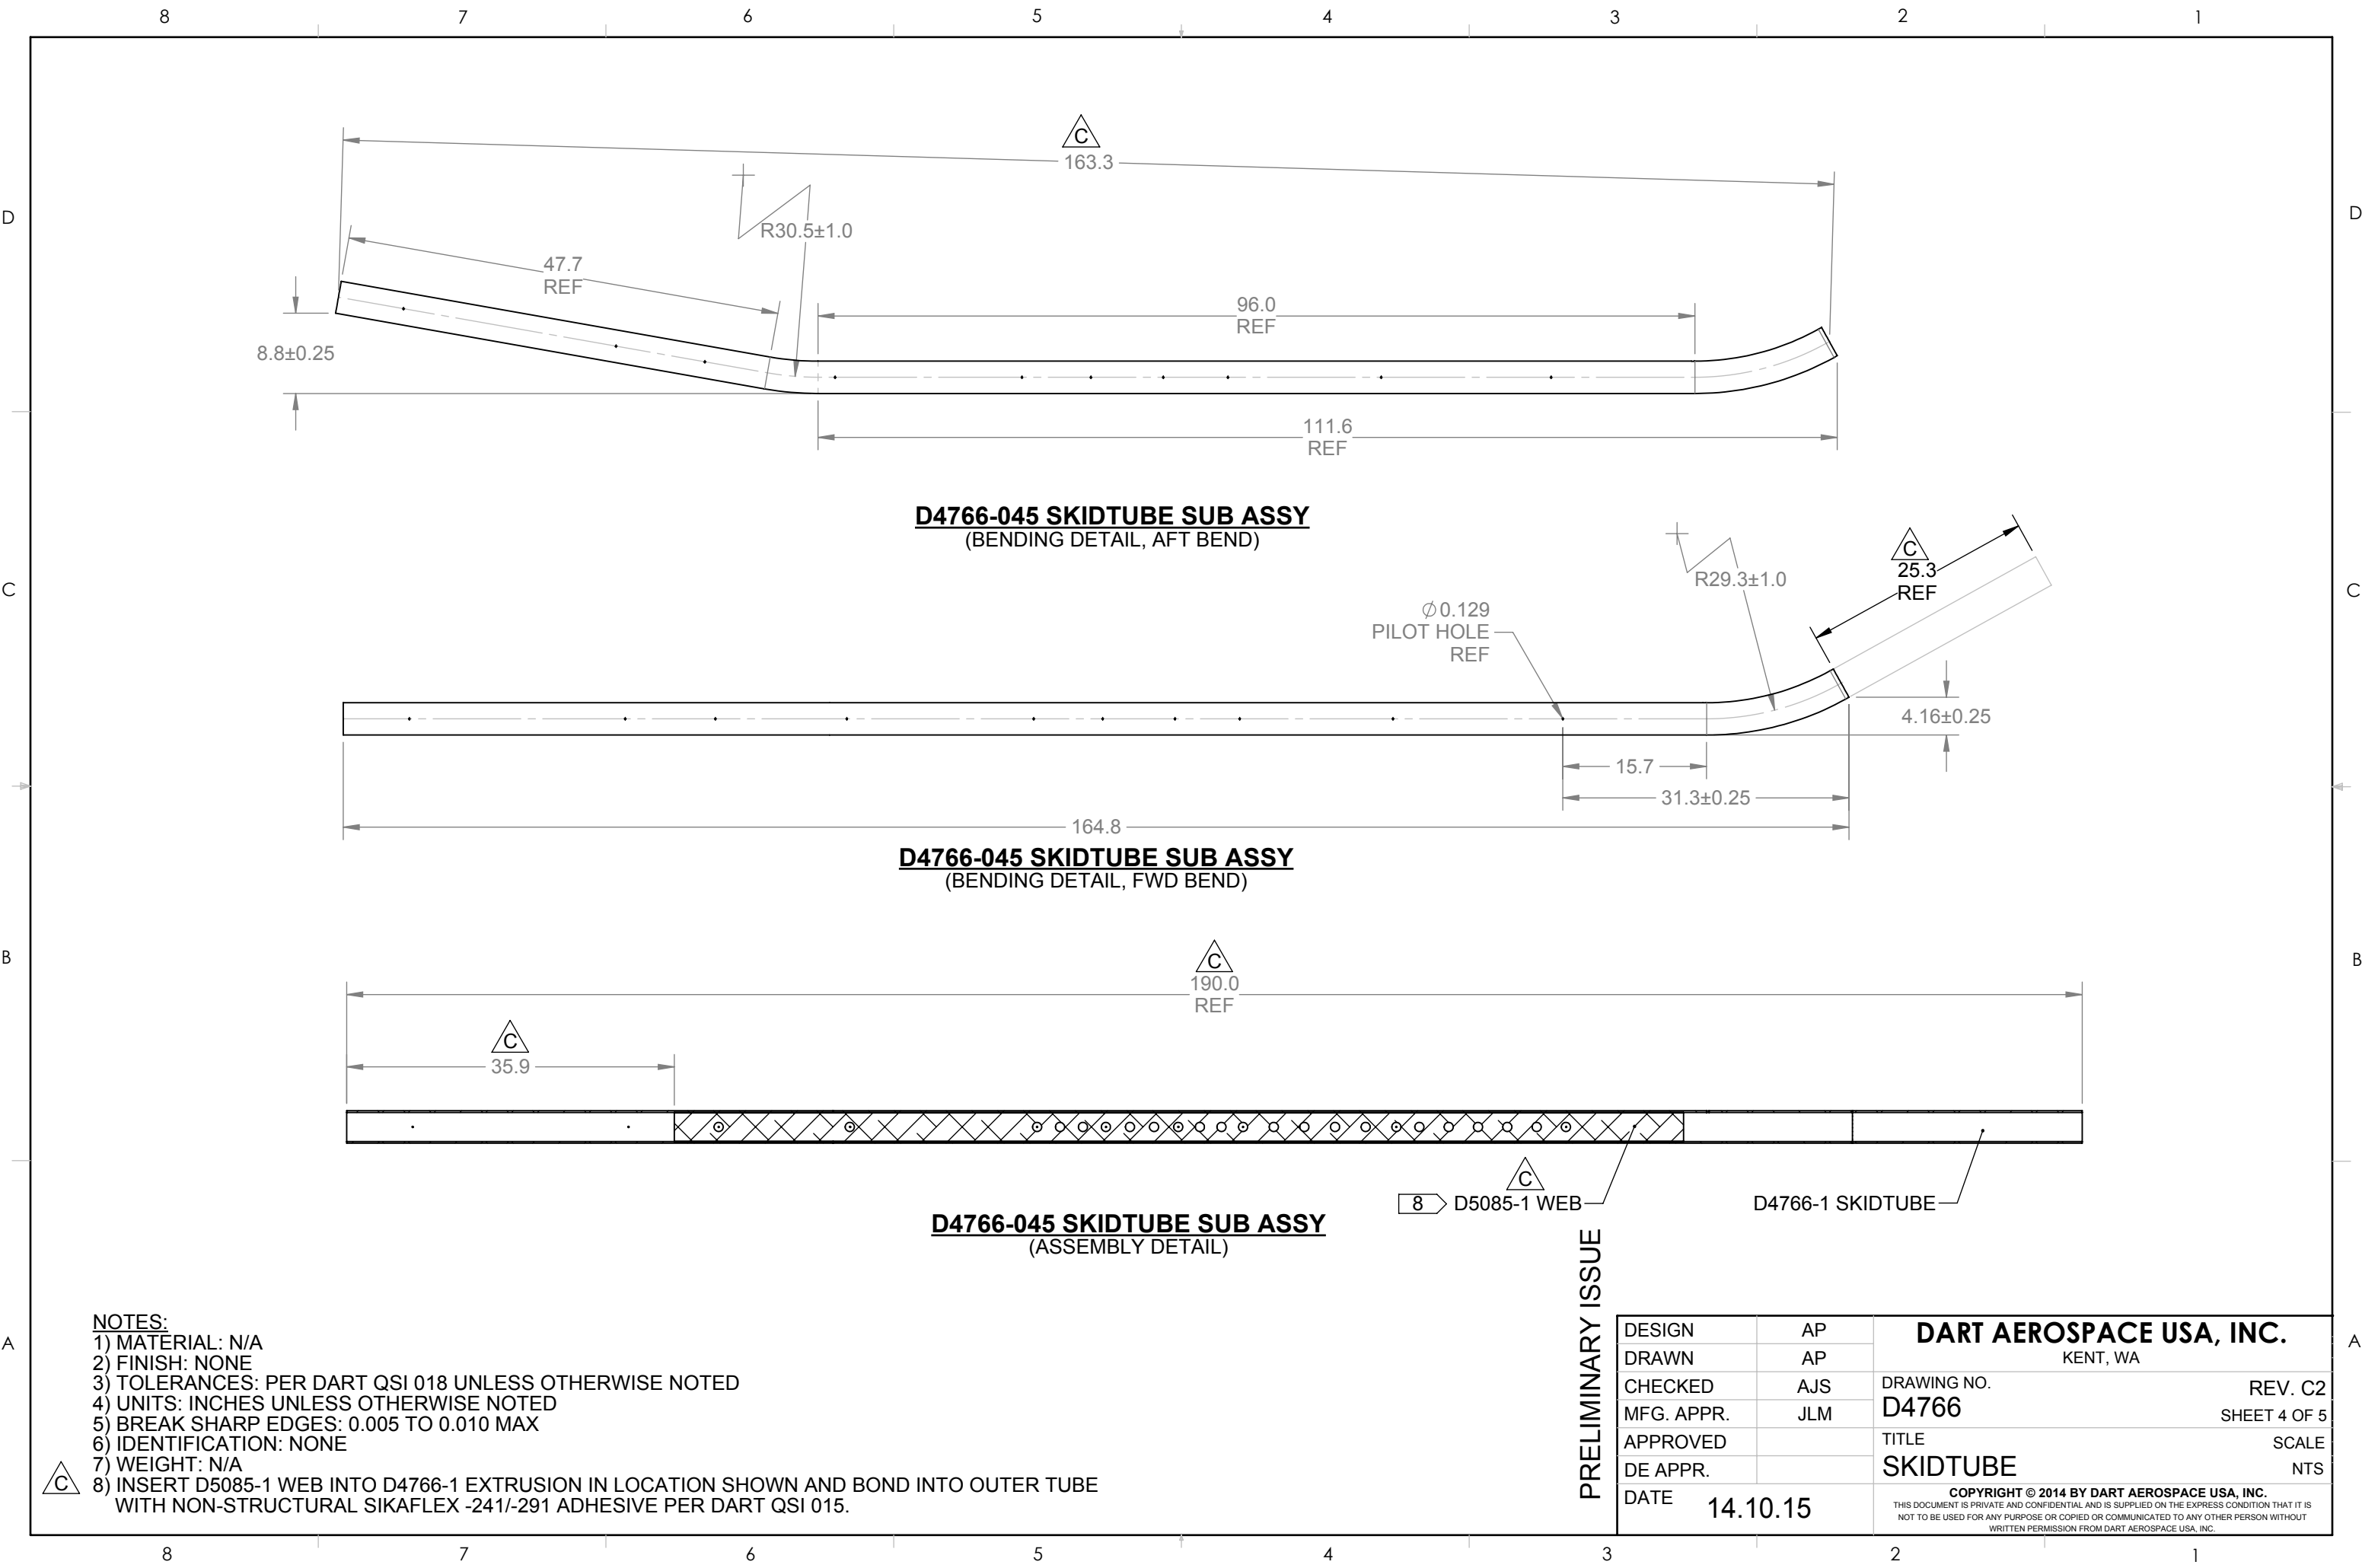 8 7 6 5 4 3 2 1
D
D
C
163.3
R30.5±1.0
47.7
REF
96.0
REF
8.8±0.25
111.6
REF
D4766-045 SKIDTUBE SUB ASSY
(BENDING DETAIL, AFT BEND)
C
25.3
REF
R29.3±1.0
C
C
∅0.129
PILOT HOLE
REF
4.16±0.25
15.7
31.3±0.25
164.8
D4766-045 SKIDTUBE SUB ASSY
(BENDING DETAIL, FWD BEND)
B
B
C
190.0
REF
C
35.9
C
8 D5085-1 WEB
D4766-1 SKIDTUBE
D4766-045 SKIDTUBE SUB ASSY
(ASSEMBLY DETAIL)
PRELIMINARY ISSUE
A
A
NOTES:
1) MATERIAL: N/A
2) FINISH: NONE
3) TOLERANCES: PER DART QSI 018 UNLESS OTHERWISE NOTED
4) UNITS: INCHES UNLESS OTHERWISE NOTED
5) BREAK SHARP EDGES: 0.005 TO 0.010 MAX
6) IDENTIFICATION: NONE
7) WEIGHT: N/A
C 8) INSERT D5085-1 WEB INTO D4766-1 EXTRUSION IN LOCATION SHOWN AND BOND INTO OUTER TUBE
WITH NON-STRUCTURAL SIKAFLEX -241/-291 ADHESIVE PER DART QSI 015.
DESIGN AP
DRAWN AP
CHECKED AJS
MFG. APPR. JLM
APPROVED
DE APPR.
DATE 14.10.15
DART AEROSPACE USA, INC.
KENT, WA
DRAWING NO.
D4766
REV. C2
SHEET 4 OF 5
TITLE
SKIDTUBE
SCALE
NTS
COPYRIGHT © 2014 BY DART AEROSPACE USA, INC.
THIS DOCUMENT IS PRIVATE AND CONFIDENTIAL AND IS SUPPLIED ON THE EXPRESS CONDITION THAT IT IS
NOT TO BE USED FOR ANY PURPOSE OR COPIED OR COMMUNICATED TO ANY OTHER PERSON WITHOUT
WRITTEN PERMISSION FROM DART AEROSPACE USA, INC.
8 7 6 5 4 3 2 1